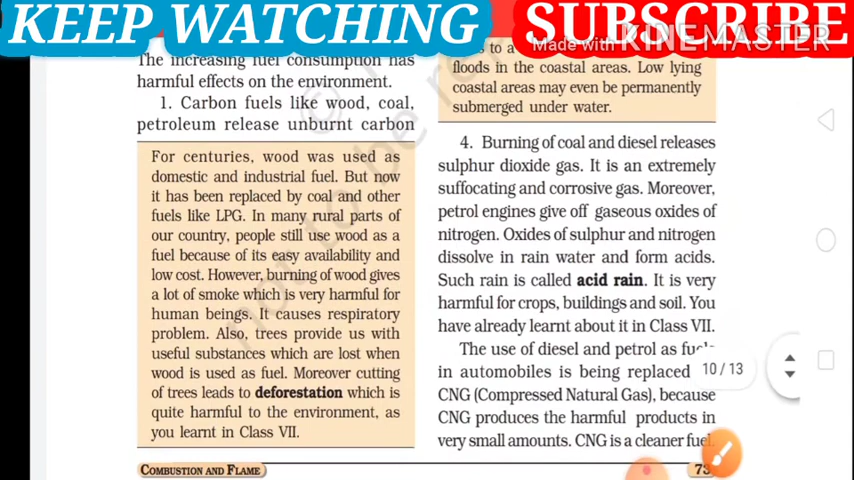 KEEP WATCHING
SUBSCRIBE
Made with KINEMASTER
The increasing fuel consumption has
harmful effects on the environment.
1. Carbon fuels like wood, coal,
petroleum release unburnt carbon
For centuries, wood was used as
domestic and industrial fuel. But now
it has been replaced by coal and other
fuels like LPG. In many rural parts of
our country, people still use wood as a
fuel because of its easy availability and
low cost. However, burning of wood gives
a lot of smoke which is very harmful for
human beings. It causes respiratory
problem. Also, trees provide us with
useful substances which are lost when
wood is used as fuel. Moreover cutting
of trees leads to deforestation which is
quite harmful to the environment, as
you learnt in Class VII.
COMBUSTION AND FLAME
to a
floods in the coastal areas. Low lying
coastal areas may even be permanently
submerged under water.
4. Burning of coal and diesel releases
sulphur dioxide gas. It is an extremely
suffocating and corrosive gas. Moreover,
petrol engines give off gaseous oxides of
nitrogen. Oxides of sulphur and nitrogen
dissolve in rain water and form acids.
Such rain is called acid rain. It is very
harmful for crops, buildings and soil. You
have already learnt about it in Class VII.
The use of diesel and petrol as
in automobiles is being replaced
CNG (Compressed Natural Gas), because
CNG produces the harmful products in
very small amounts. CNG is a cleaner fuel.
73
10/13
not to be re